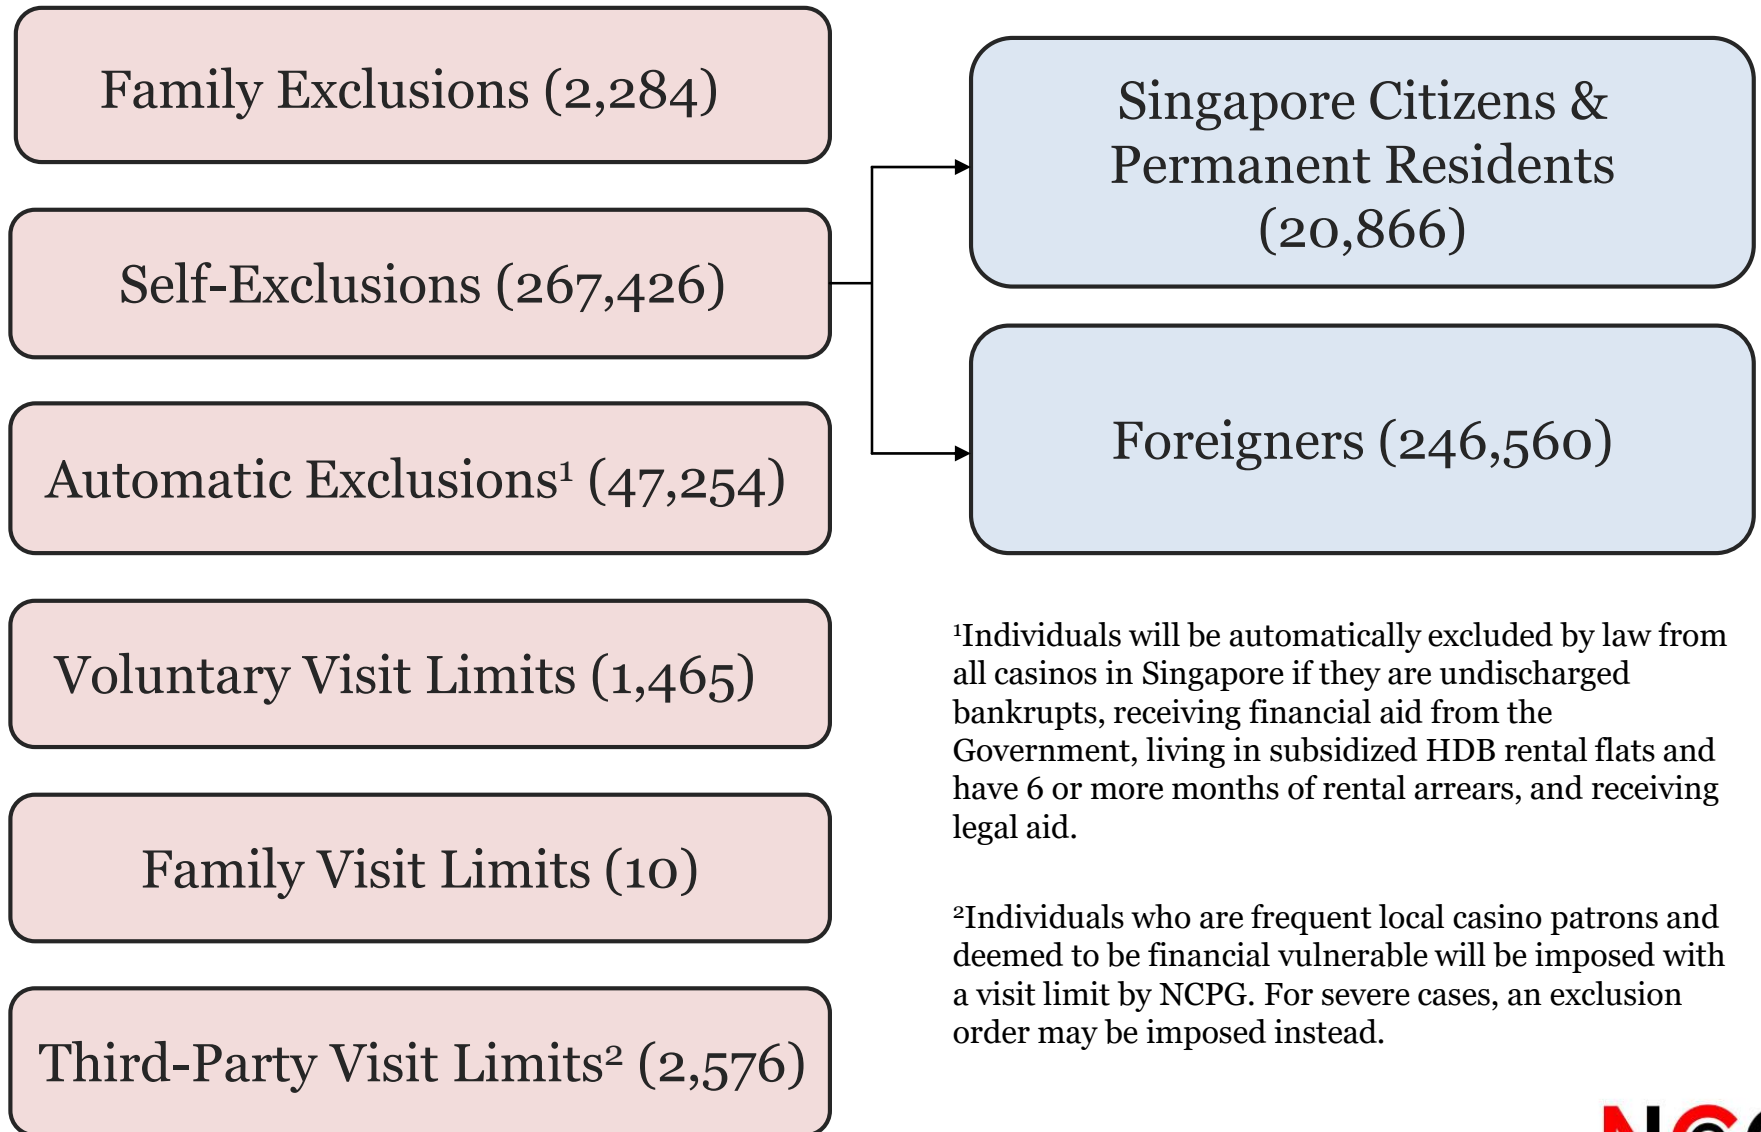 Family Exclusions (2,284)
Self-Exclusions (267,426)
Automatic Exclusions¹ (47,254)
Voluntary Visit Limits (1,465)
Family Visit Limits (10)
Third-Party Visit Limits² (2,576)
Singapore Citizens &
Permanent Residents
(20,866)
Foreigners (246,560)
¹Individuals will be automatically excluded by law from
all casinos in Singapore if they are undischarged
bankrupts, receiving financial aid from the
Government, living in subsidized HDB rental flats and
have 6 or more months of rental arrears, and receiving
legal aid.
²Individuals who are frequent local casino patrons and
deemed to be financial vulnerable will be imposed with
a visit limit by NCPG. For severe cases, an exclusion
order may be imposed instead.